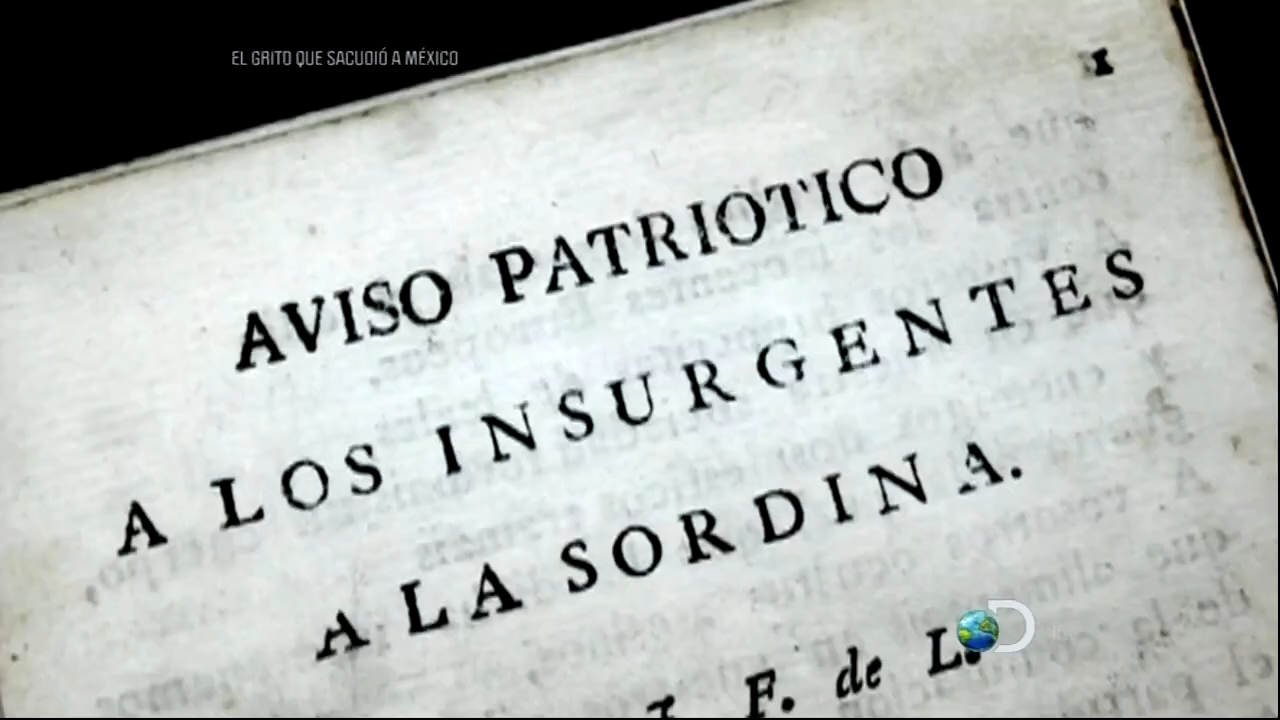 EL GRITO QUE SACUDIÓ A MÉXICO
1
AVISO PATRIOTICO
A LOS INSURGENTES
A LA SORDINA.
F. de L.